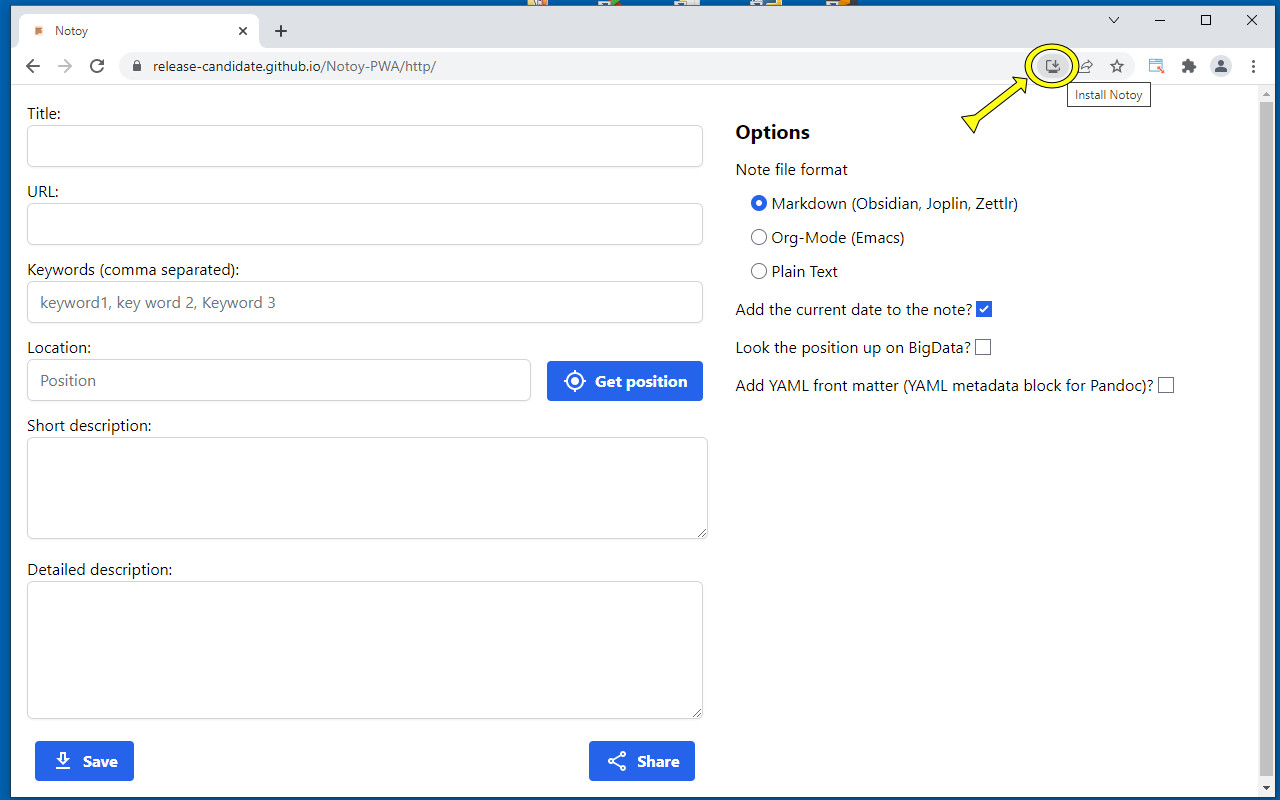 Notoy
release-candidate.github.io/Notoy-PWA/http/
Install Notoy
Title:
URL:
Keywords (comma separated):
keyword1, key word 2, Keyword 3
Location:
Position
Get position
Short description:
Detailed description:
Save
Share
Options
Note file format
Markdown (Obsidian, Joplin, Zettlr)
Org-Mode (Emacs)
Plain Text
Add the current date to the note?
Look the position up on BigData?
Add YAML front matter (YAML metadata block for Pandoc)?